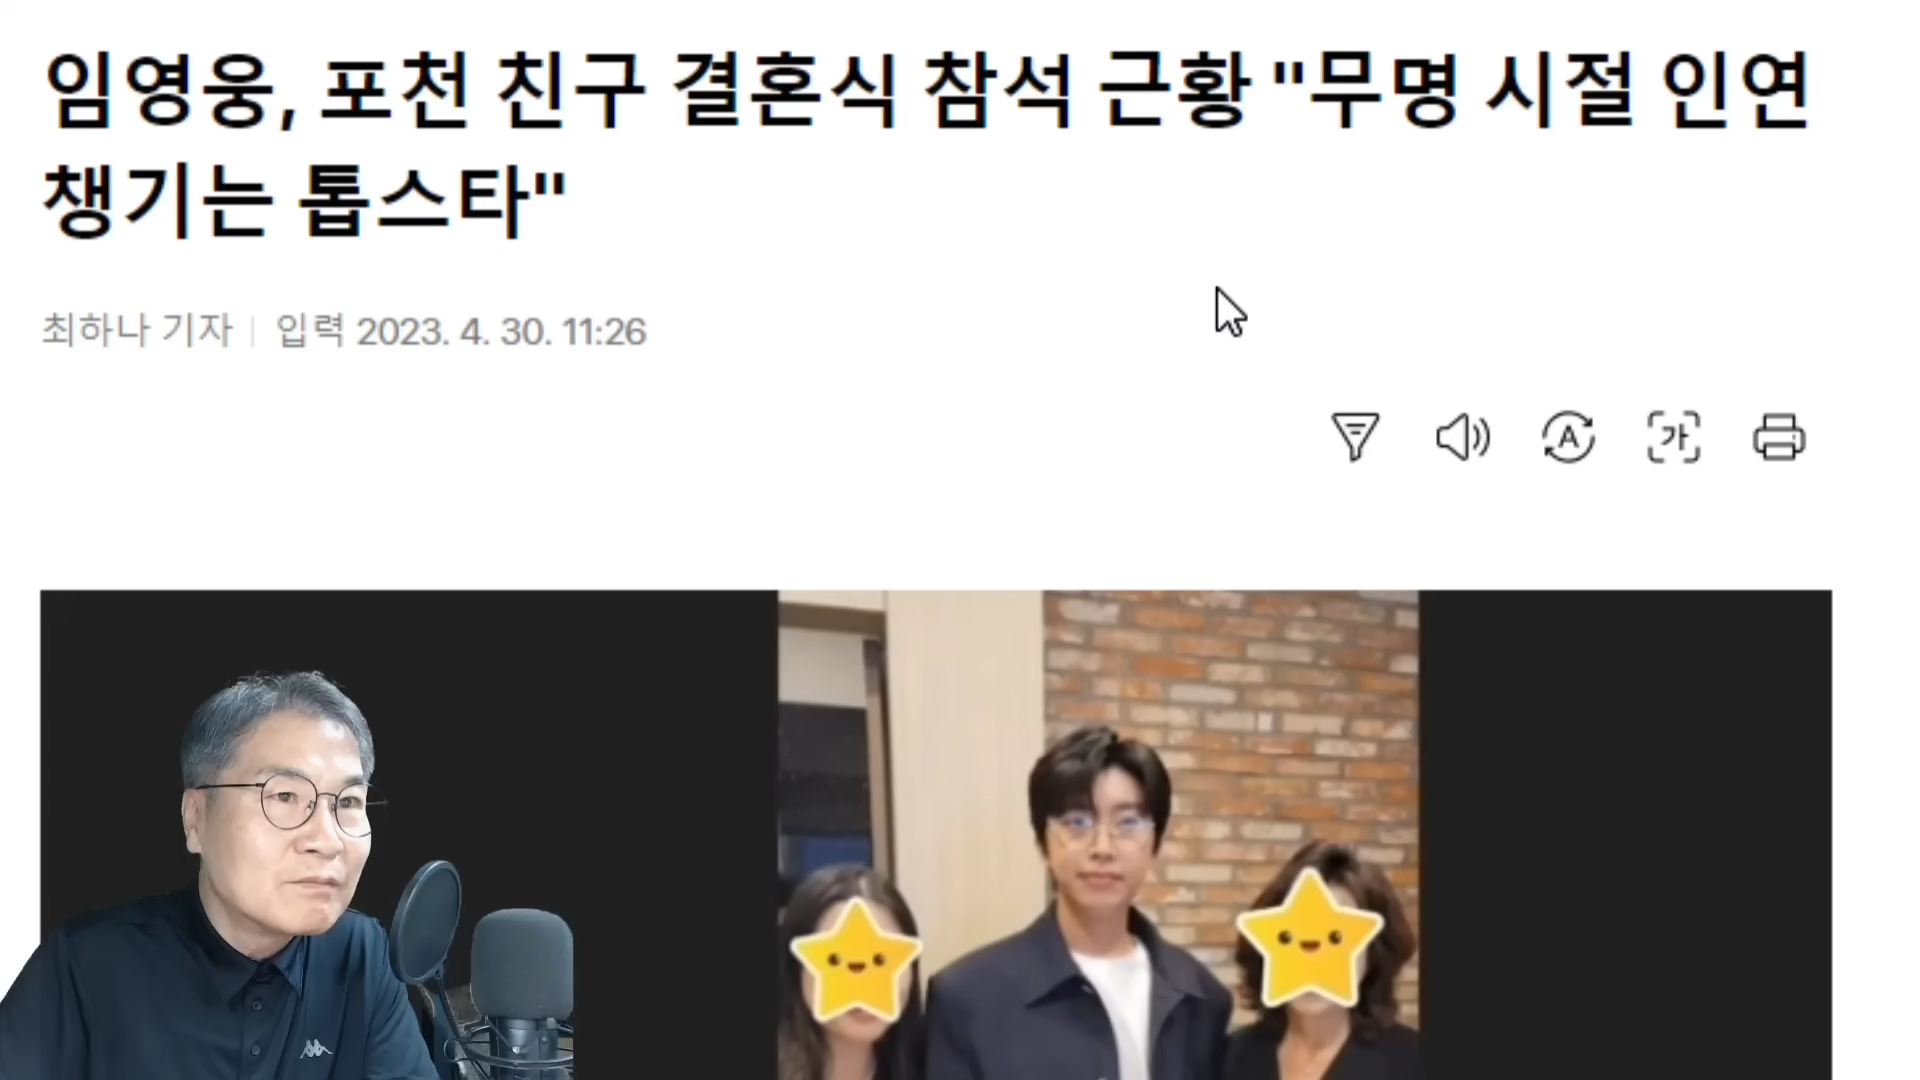 임영웅, 포천 친구 결혼식 참석 근황 "무명 시절 인연
챙기는 톱스타"
최하나 기자 | 입력 2023. 4. 30. 11:26
A
가